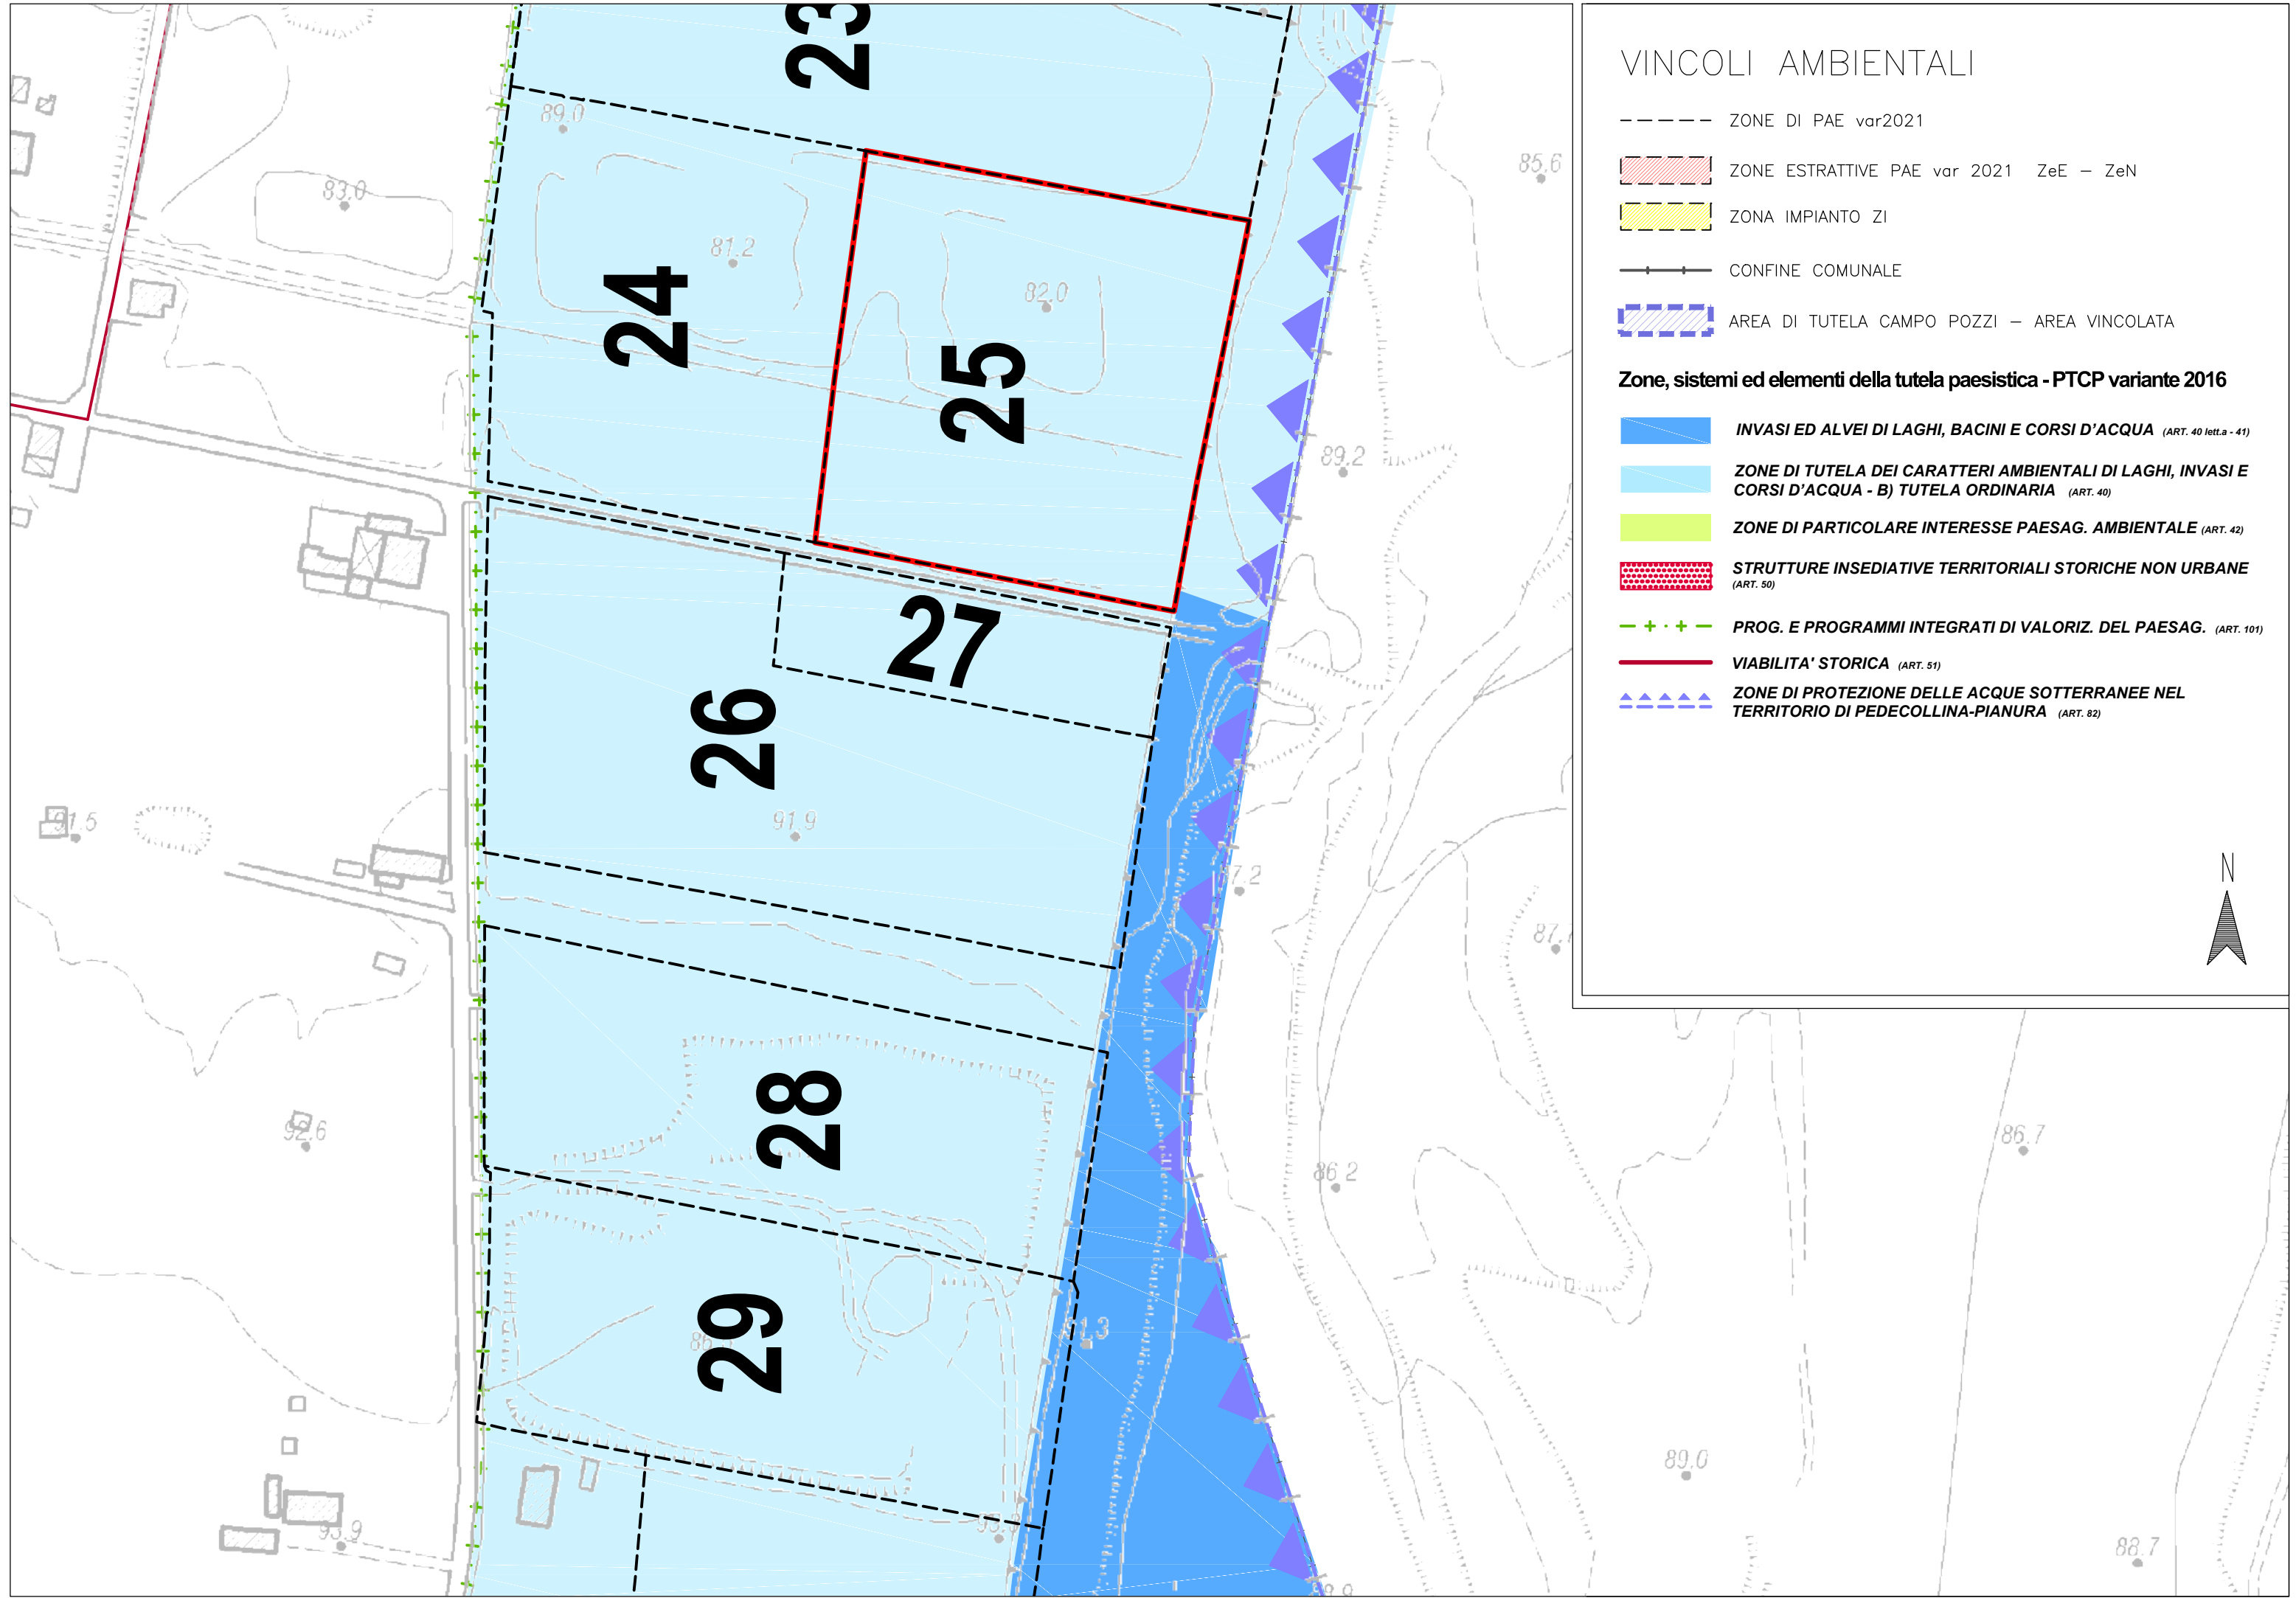 VINCOLI AMBIENTALI
ZONE DI PAE var2021
ZONE ESTRATTIVE PAE var 2021 ZeE – ZeN
ZONA IMPIANTO ZI
CONFINE COMUNALE
AREA DI TUTELA CAMPO POZZI – AREA VINCOLATA
Zone, sistemi ed elementi della tutela paesistica - PTCP variante 2016
INVASI ED ALVEI DI LAGHI, BACINI E CORSI D'ACQUA (ART. 40 lett.a - 41)
ZONE DI TUTELA DEI CARATTERI AMBIENTALI DI LAGHI, INVASI E
CORSI D'ACQUA - B) TUTELA ORDINARIA (ART. 40)
ZONE DI PARTICOLARE INTERESSE PAESAG. AMBIENTALE (ART. 42)
STRUTTURE INSEDIATIVE TERRITORIALI STORICHE NON URBANE
(ART. 50)
PROG. E PROGRAMMI INTEGRATI DI VALORIZ. DEL PAESAG. (ART. 101)
VIABILITA' STORICA (ART. 51)
ZONE DI PROTEZIONE DELLE ACQUE SOTTERRANEE NEL
TERRITORIO DI PEDECOLLINA-PIANURA (ART. 82)
N
23
89.0
85.6
83.0
81.2
82.0
24
25
89.2
27
26
91.9
91.5
28
92.6
86.2
86.7
29
89.0
93.9
88.7